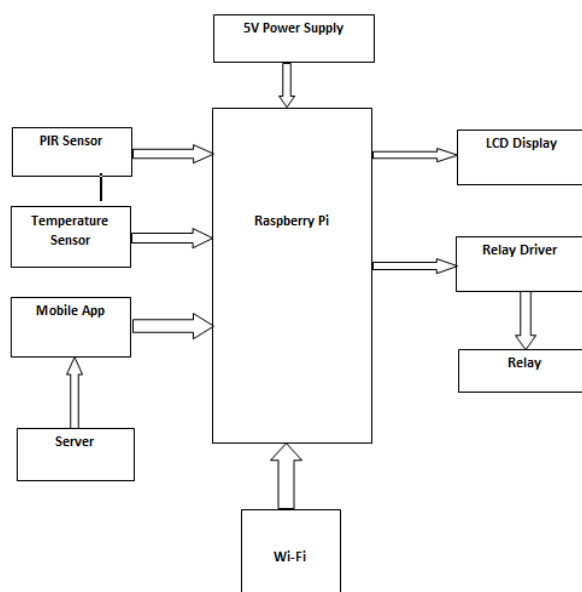 5V Power Supply
PIR Sensor
LCD Display
Temperature
Sensor
Raspberry Pi
Relay Driver
Mobile App
Relay
Server
Wi-Fi